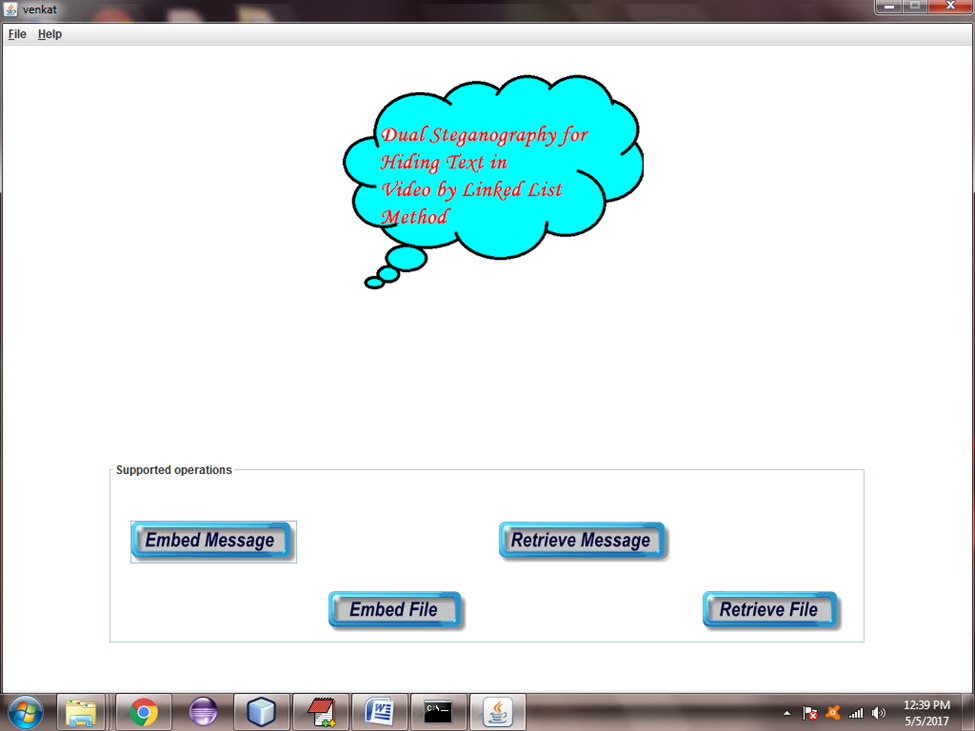 venkat
File Help
Dual Steganography for
Hiding Text in
Video by Linked List
Method
Supported operations
Embed Message
Retrieve Message
Embed File
Retrieve File
C:\_
12:39 PM
5/5/2017